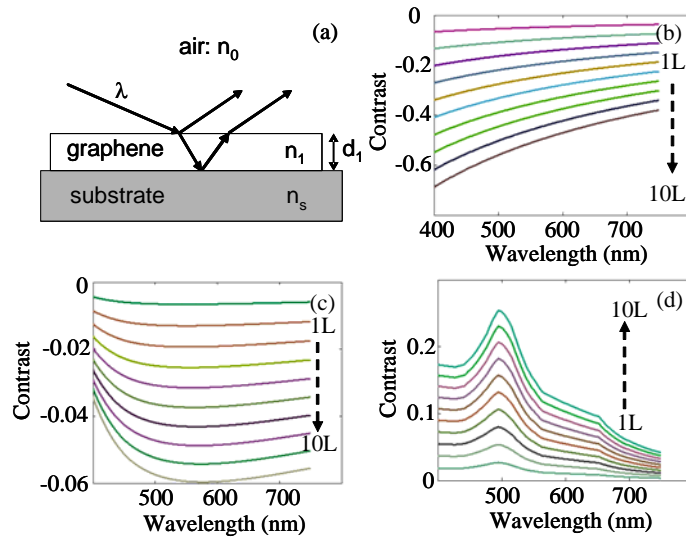 (a)
air: n0
λ
graphene
n1
d1
substrate
ns
(b)
0
-0.2
-0.4
-0.6
Contrast
1L
10L
400
500
600
700
Wavelength (nm)
(c)
0
-0.02
-0.04
-0.06
Contrast
1L
10L
500
600
700
Wavelength (nm)
(d)
0.2
0.1
0
Contrast
10L
1L
400
500
600
700
Wavelength (nm)